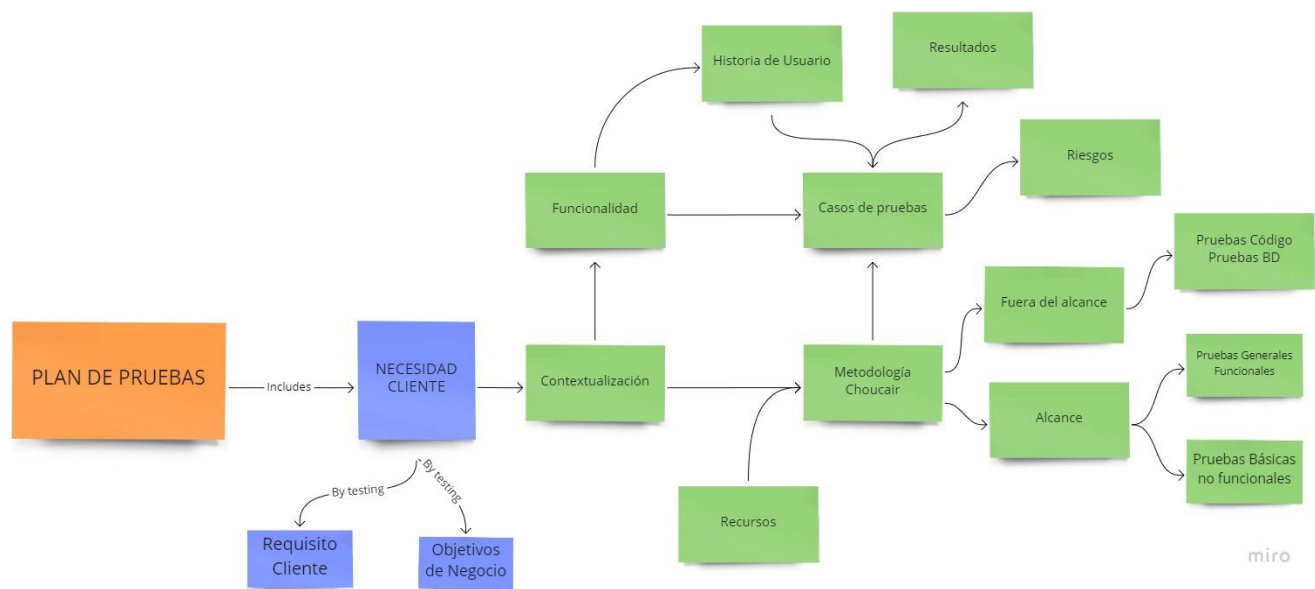 Historia de Usuario
Resultados
Riesgos
Funcionalidad
Casos de pruebas
Pruebas Código
Pruebas BD
Fuera del alcance
PLAN DE PRUEBAS
Includes
NECESIDAD
CLIENTE
Contextualización
Metodología
Choucair
Pruebas Generales
Funcionales
Alcance
Pruebas Básicas
no funcionales
By testing
By testing
Recursos
Requisito
Cliente
Objetivos
de Negocio
miro